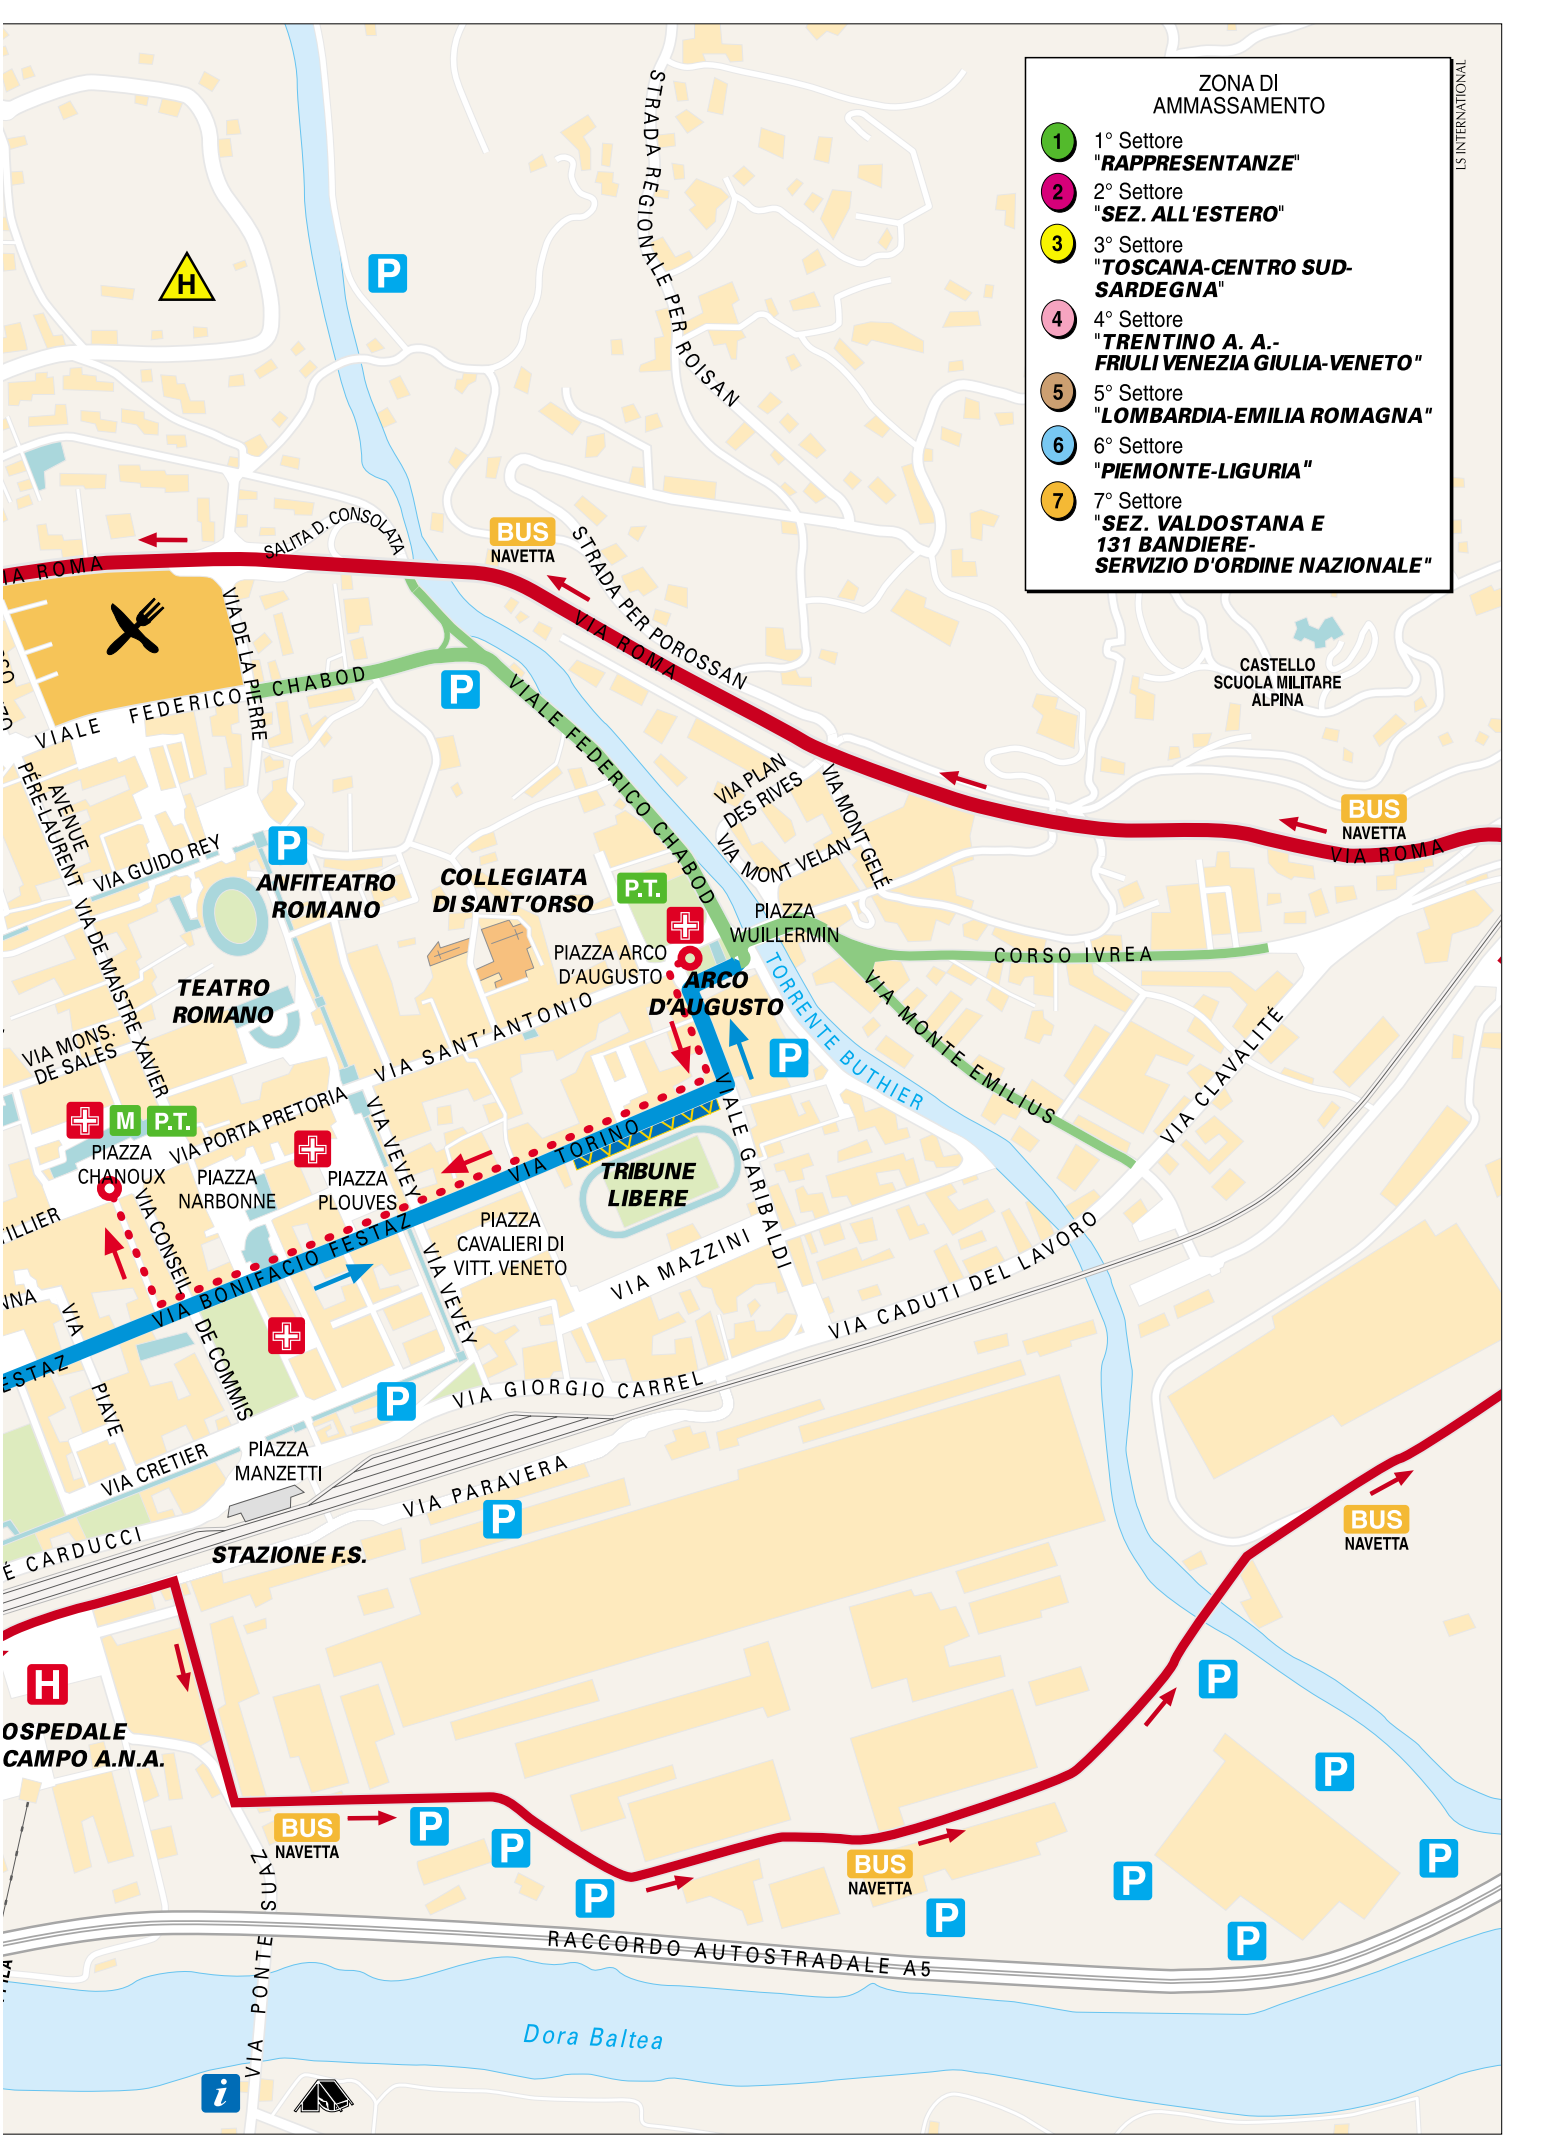 ZONA DI
AMMASSAMENTO
1
1° Settore
"RAPPRESENTANZE"
2
2° Settore
"SEZ. ALL'ESTERO"
3
3° Settore
"TOSCANA-CENTRO SUD-
SARDEGNA"
4
4° Settore
"TRENTINO A. A.-
FRIULI VENEZIA GIULIA-VENETO"
5
5° Settore
"LOMBARDIA-EMILIA ROMAGNA"
6
6° Settore
"PIEMONTE-LIGURIA"
7
7° Settore
"SEZ. VALDOSTANA E
131 BANDIERE-
SERVIZIO D'ORDINE NAZIONALE"
LS INTERNATIONAL
STRADA REGIONALE PER ROISAN
H
P
SALITA D. CONSOLATA
BUS
NAVETTA
STRADA PER POROSSAN
IA ROMA
VIA ROMA
VIA DE LA PIERRE
VIALE FEDERICO CHABOD
P
VIALE FEDERICO CHABOD
CASTELLO
SCUOLA MILITARE
ALPINA
AVENUE
PÉRE-LAURENT
VIA PLAN
DES RIVES
VIA MONT GELÉ
VIA MONT VELAN
BUS
NAVETTA
VIA ROMA
VIA GUIDO REY
P
ANFITEATRO
ROMANO
COLLEGIATA
DI SANT'ORSO
P.T.
PIAZZA
WUILLERMIN
PIAZZA ARCO
D'AUGUSTO
ARCO
D'AUGUSTO
CORSO IVREA
VIA MONTE EMILIUS
VIA CLAVALITÉ
TORRENTE BUTHIER
P
TEATRO
ROMANO
VIA DE MAISTRE XAVIER
VIA MONS.
DE SALES
VIA SANT'ANTONIO
M
P.T.
PIAZZA
CHANOUX
VIA PORTA PRETORIA
PIAZZA
NARBONNE
PIAZZA
PLOUVES
VIA VEVEY
VIA TORINO
TRIBUNE
LIBERE
VIALE GARIBALDI
TILLIER
VIA CONSEIL DE COMMIS
VIA BONIFACIO FESTAZ
PIAZZA
CAVALIERI DI
VITT. VENETO
VIA VEVEY
VIA MAZZINI
VIA CADUTI DEL LAVORO
NNA
VIA PIAVE
ESTAZ
P
VIA GIORGIO CARREL
VIA CRETIER
PIAZZA
MANZETTI
VIA PARAVERA
P
É CARDUCCI
STAZIONE F.S.
BUS
NAVETTA
H
OSPEDALE
CAMPO A.N.A.
P
P
BUS
NAVETTA
P
P
P
BUS
NAVETTA
P
P
P
P
VIA PONTE SUAZ
RACCORDO AUTOSTRADALE A5
Dora Baltea
i